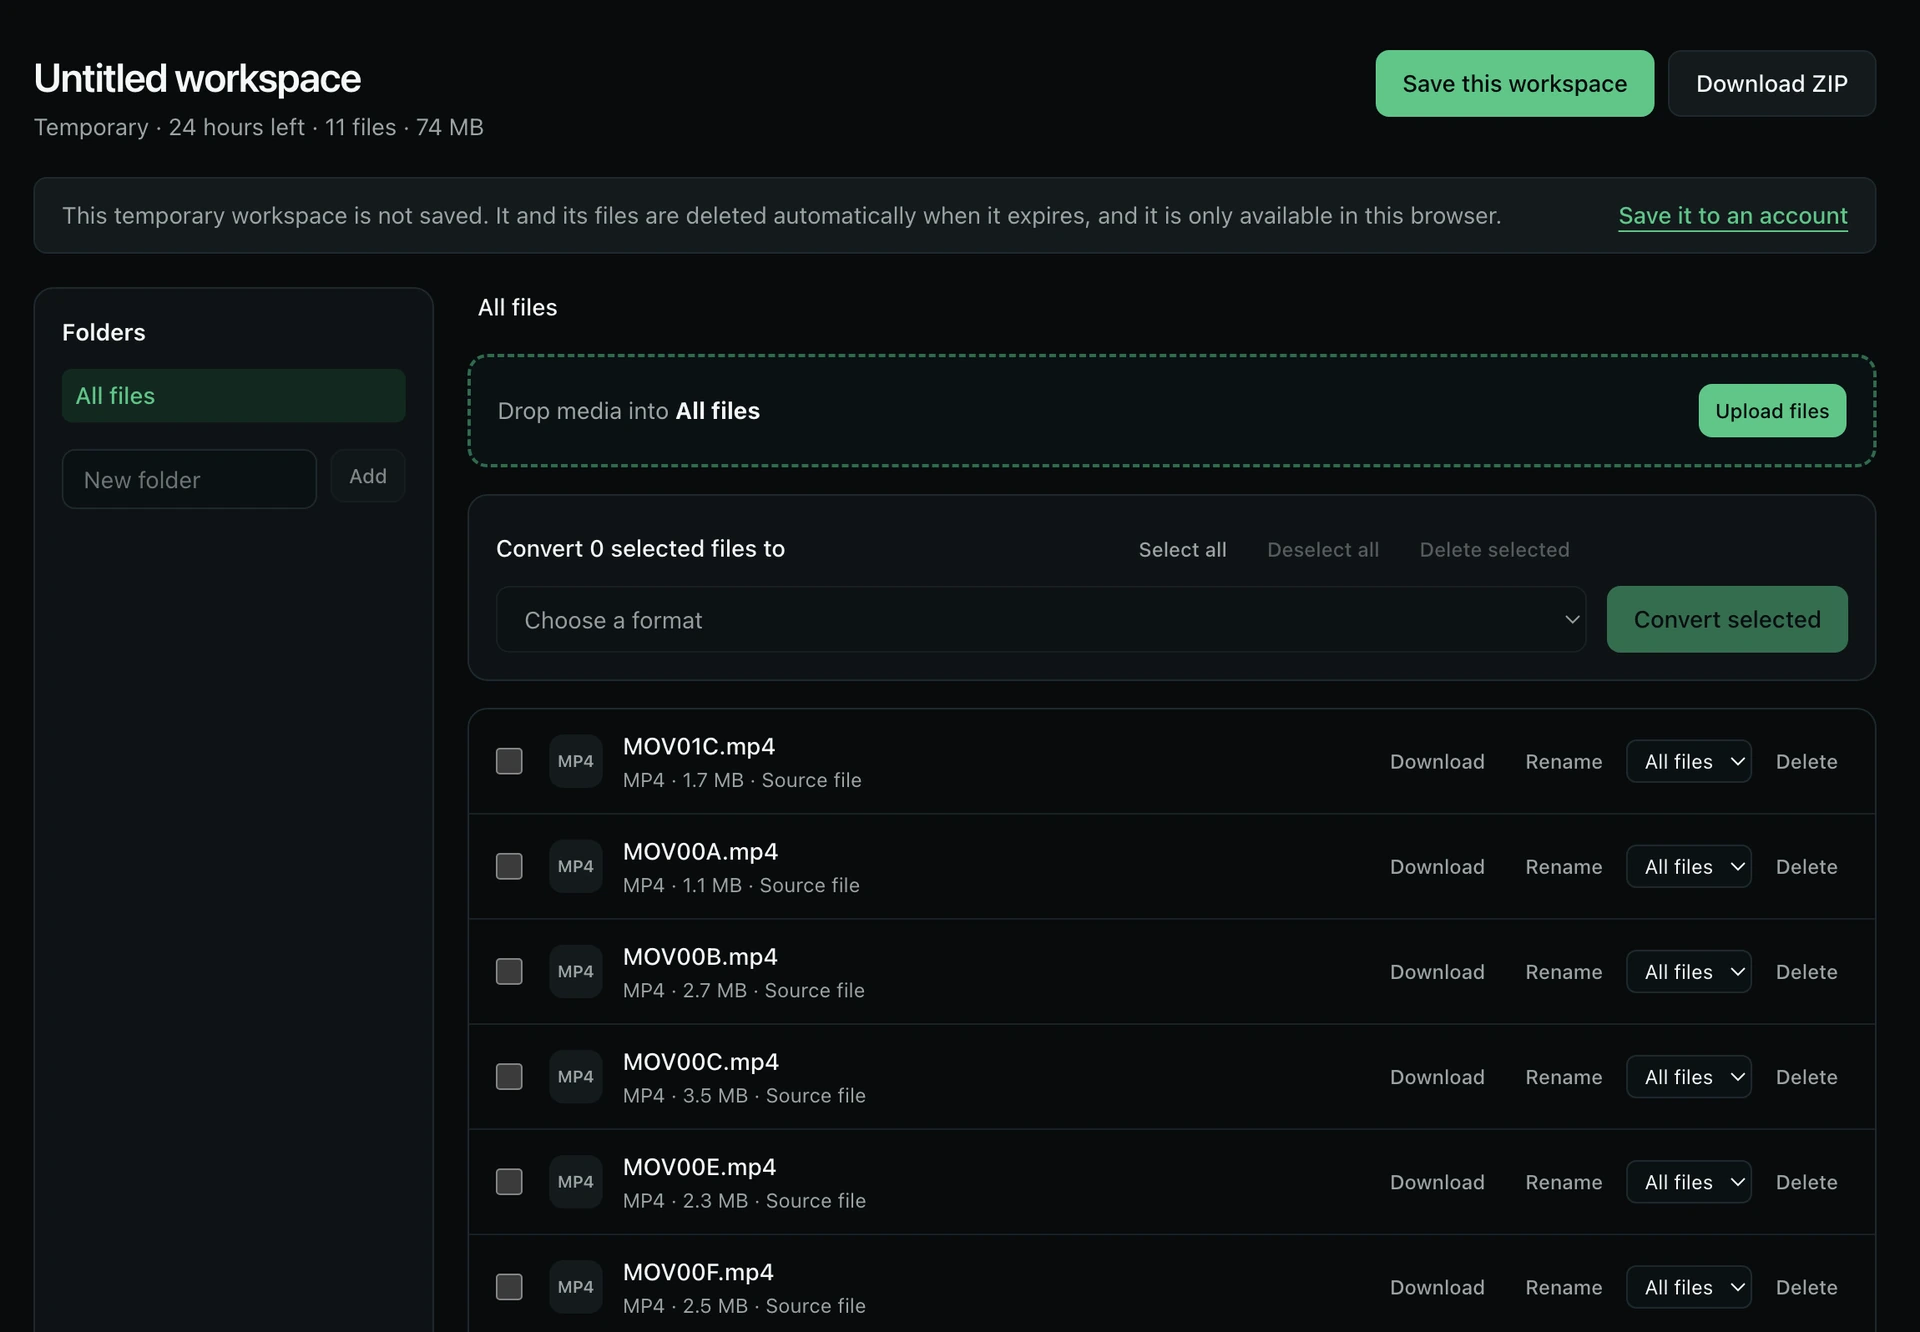 Untitled workspace
Temporary · 24 hours left · 11 files · 74 MB
Save this workspace
Download ZIP
This temporary workspace is not saved. It and its files are deleted automatically when it expires, and it is only available in this browser.
Save it to an account
Folders
All files
New folder
Add
All files
Drop media into All files
Upload files
Convert 0 selected files to
Select all
Deselect all
Delete selected
Choose a format
Convert selected
MP4
MOV01C.mp4
MP4 · 1.7 MB · Source file
Download
Rename
All files
Delete
MP4
MOV00A.mp4
MP4 · 1.1 MB · Source file
Download
Rename
All files
Delete
MP4
MOV00B.mp4
MP4 · 2.7 MB · Source file
Download
Rename
All files
Delete
MP4
MOV00C.mp4
MP4 · 3.5 MB · Source file
Download
Rename
All files
Delete
MP4
MOV00E.mp4
MP4 · 2.3 MB · Source file
Download
Rename
All files
Delete
MP4
MOV00F.mp4
MP4 · 2.5 MB · Source file
Download
Rename
All files
Delete